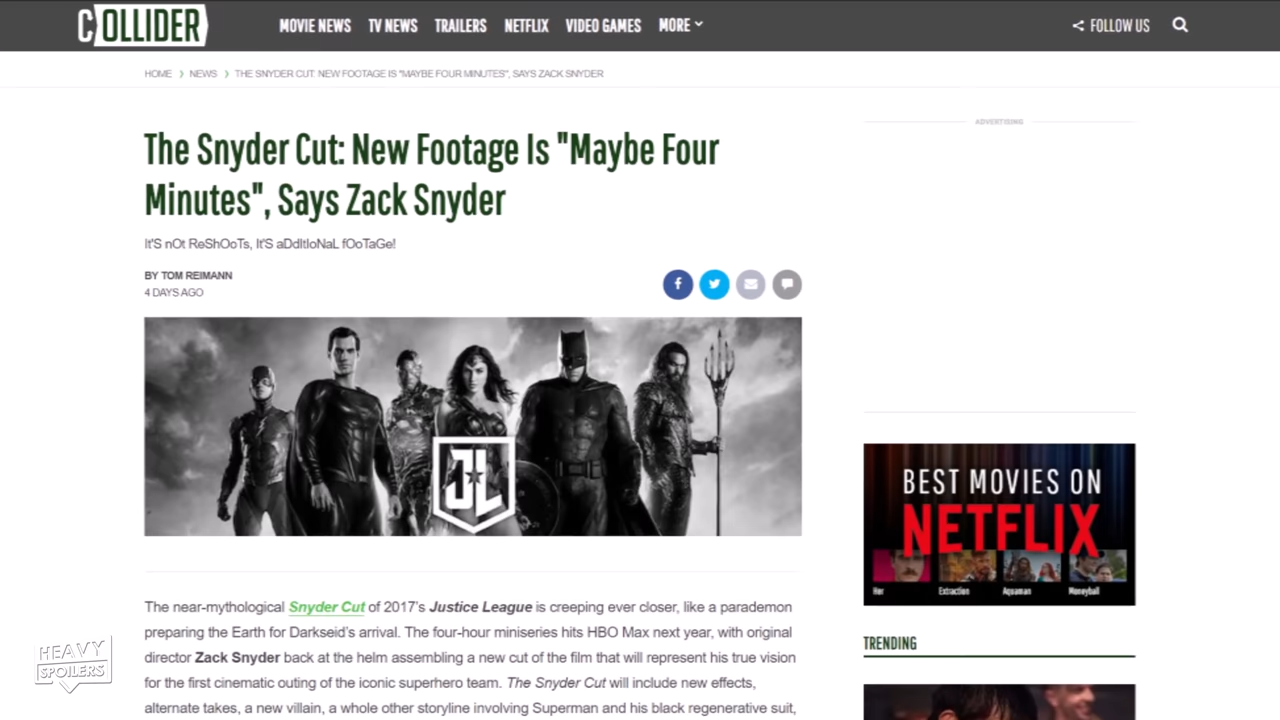 COLLIDER
MOVIE NEWS TV NEWS TRAILERS NETFLIX VIDEO GAMES MORE
FOLLOW US
HOME NEWS THE SNYDER CUT: NEW FOOTAGE IS "MAYBE FOUR MINUTES", SAYS ZACK SNYDER
ADVERTISING
The Snyder Cut: New Footage Is "Maybe Four
Minutes", Says Zack Snyder
It'S nOt ReShOoTs, It'S aDdItIoNaL fOoTaGe!
BY TOM REIMANN
4 DAYS AGO
JL
The near-mythological Snyder Cut of 2017's Justice League is creeping ever closer, like a parademon
preparing the Earth for Darkseid's arrival. The four-hour miniseries hits HBO Max next year, with original
director Zack Snyder back at the helm assembling a new cut of the film that will represent his true vision
for the first cinematic outing of the iconic superhero team. The Snyder Cut will include new effects,
alternate takes, a new villain, a whole other storyline involving Superman and his black regenerative suit,
BEST MOVIES ON
NETFLIX
Her Extraction Aquaman Moneyball
TRENDING
HEAVY
SPOILERS